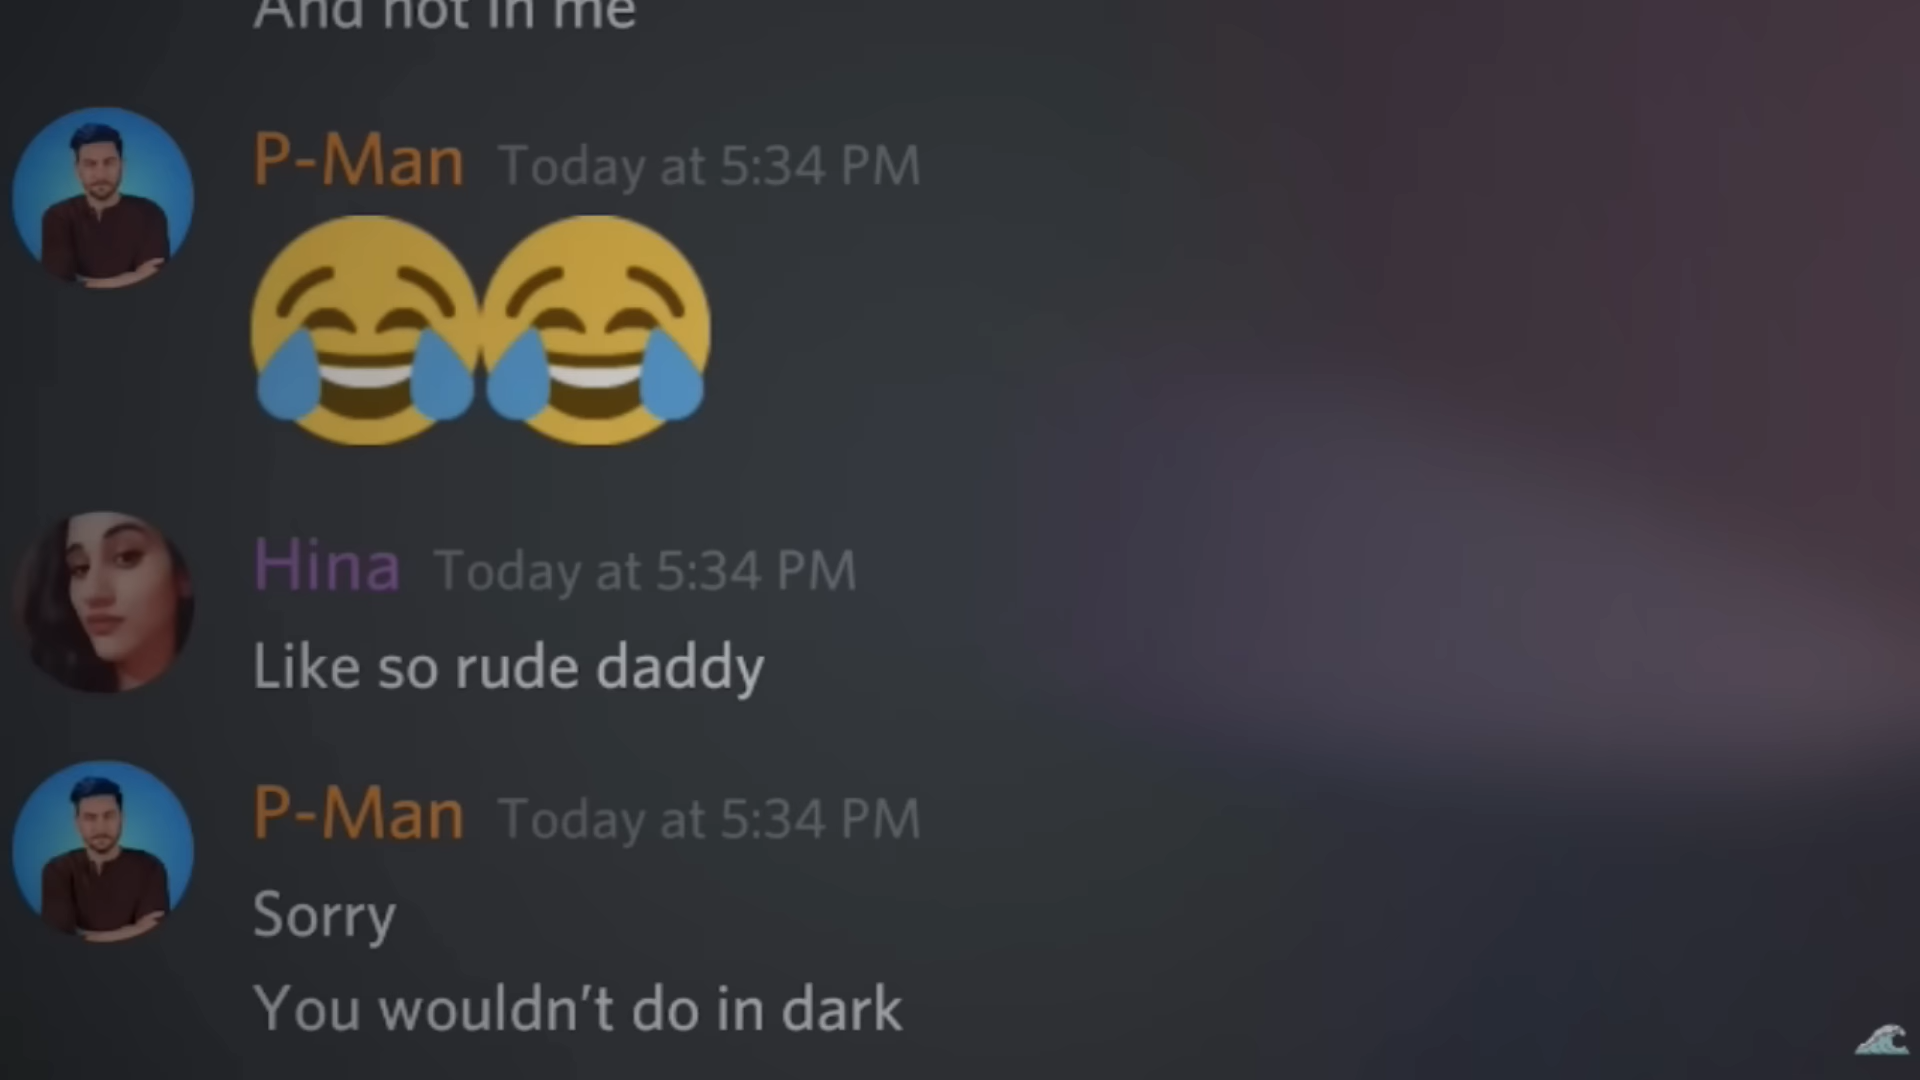 And not in me
P-Man Today at 5:34 PM
😂😂
Hina Today at 5:34 PM
Like so rude daddy
P-Man Today at 5:34 PM
Sorry
You wouldn't do in dark